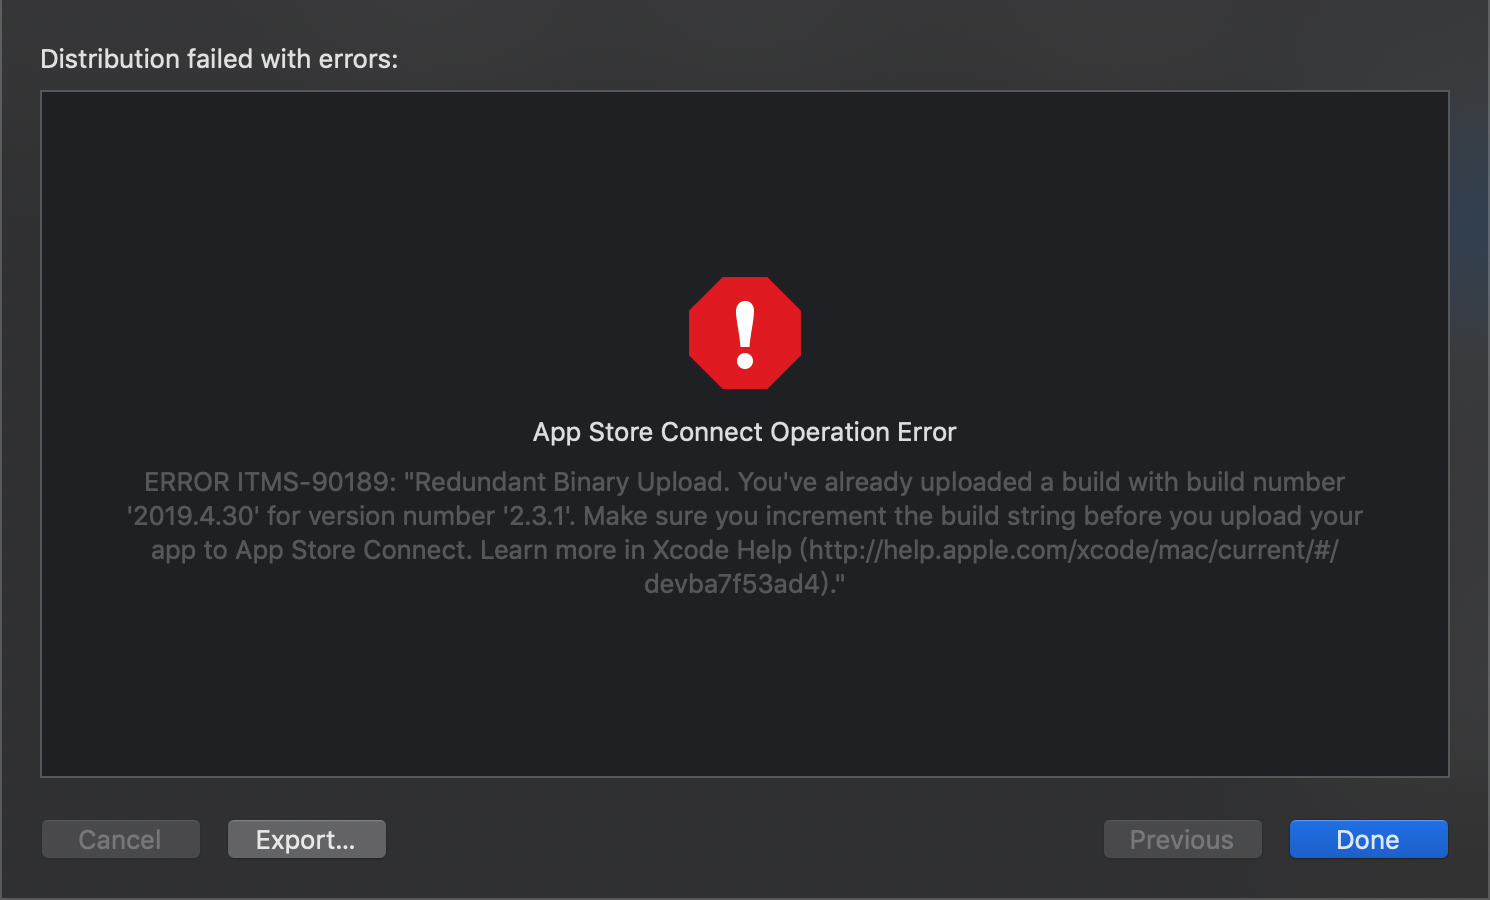 Distribution failed with errors:
App Store Connect Operation Error
ERROR ITMS-90189: "Redundant Binary Upload. You've already uploaded a build with build number
'2019.4.30' for version number '2.3.1'. Make sure you increment the build string before you upload your
app to App Store Connect. Learn more in Xcode Help (http://help.apple.com/xcode/mac/current/#/
devba7f53ad4)."
Cancel
Export...
Previous
Done